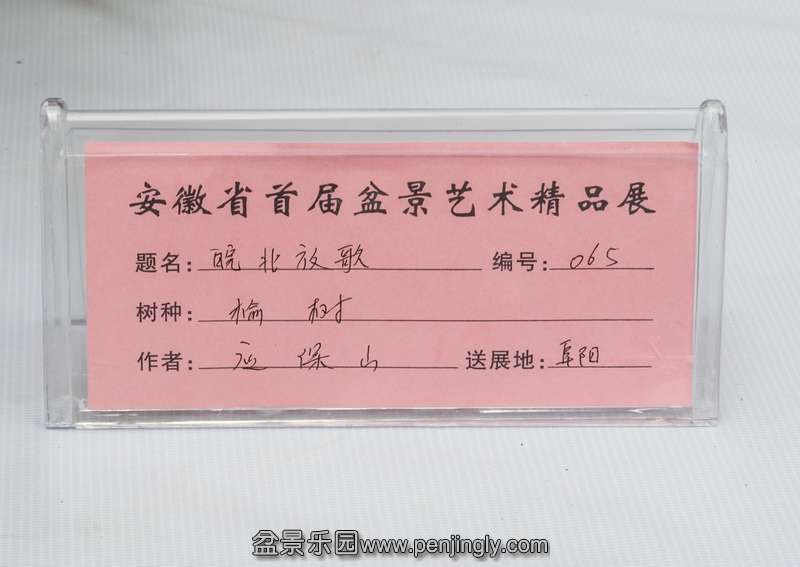 安徽省首届盆景艺术精品展
题名: 皖北放歌 编号: 065
树种: 榆树
作者: 保山 送展地: 阜阳
盆景乐园www.penjingly.com